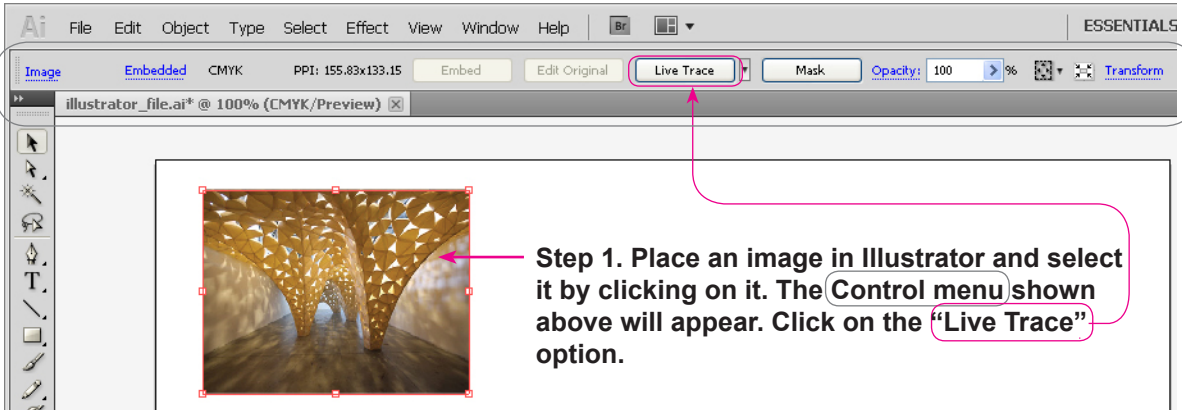 Ai File Edit Object Type Select Effect View Window Help Br ESSENTIALS
Image Embedded CMYK PPI: 155.83x133.15 Embed Edit Original Live Trace Mask Opacity: 100 % Transform
illustrator_file.ai* @ 100% (CMYK/Preview)
T
Step 1. Place an image in Illustrator and select
it by clicking on it. The Control menu shown
above will appear. Click on the “Live Trace”
option.